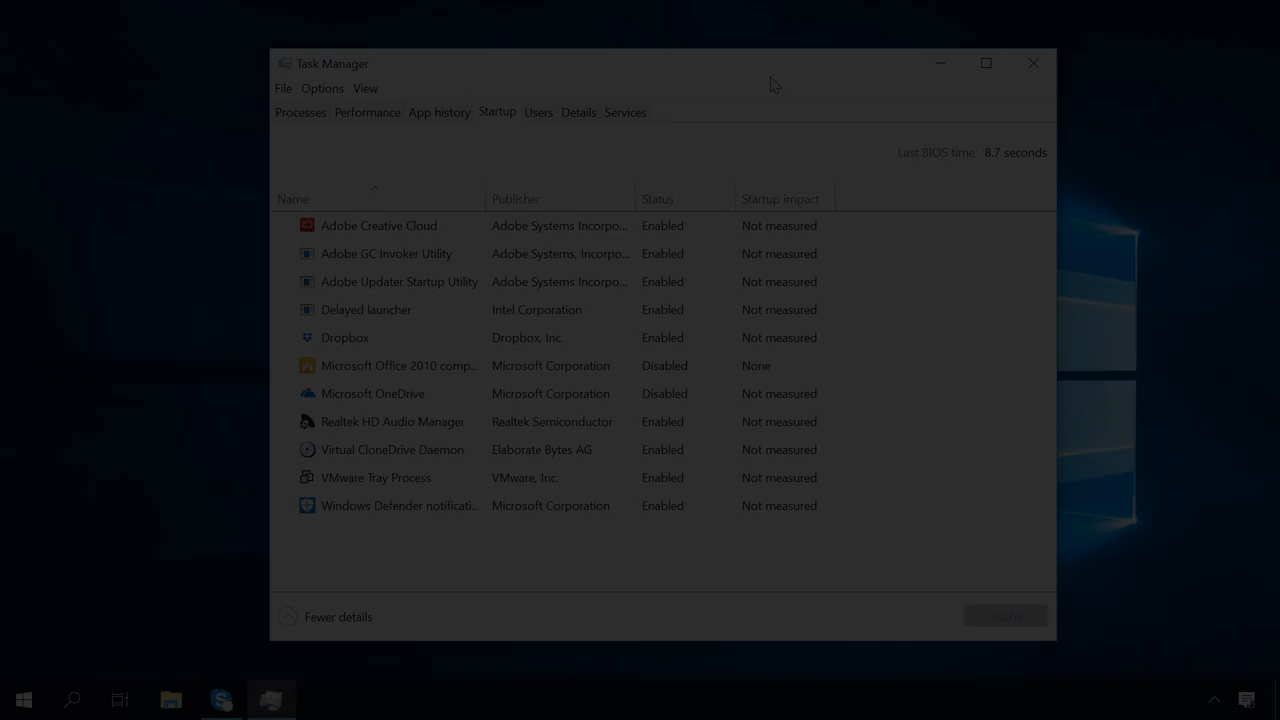 Task Manager
File Options View
Processes Performance App history Startup Users Details Services
Last BIOS time: 8.7 seconds
Name Publisher Status Startup impact
Adobe Creative Cloud Adobe Systems Incorpo... Enabled Not measured
Adobe GC Invoker Utility Adobe Systems, Incorpo... Enabled Not measured
Adobe Updater Startup Utility Adobe Systems Incorpo... Enabled Not measured
Delayed launcher Intel Corporation Enabled Not measured
Dropbox Dropbox, Inc. Enabled Not measured
Microsoft Office 2010 comp... Microsoft Corporation Disabled None
Microsoft OneDrive Microsoft Corporation Disabled Not measured
Realtek HD Audio Manager Realtek Semiconductor Enabled Not measured
Virtual CloneDrive Daemon Elaborate Bytes AG Enabled Not measured
VMware Tray Process VMware, Inc. Enabled Not measured
Windows Defender notificati... Microsoft Corporation Enabled Not measured
Fewer details Disable